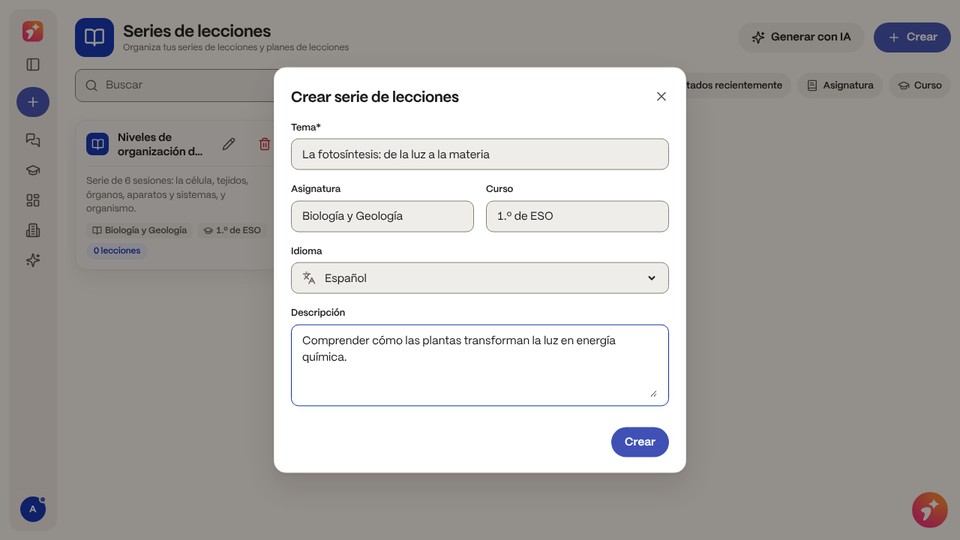 Series de lecciones
Organiza tus series de lecciones y planes de lecciones
Generar con IA
Crear
Buscar
tados recientemente
Asignatura
Curso
Niveles de
organización d...
Serie de 6 sesiones: la célula, tejidos,
órganos, aparatos y sistemas, y
organismo.
Biología y Geología
1.º de ESO
0 lecciones
Crear serie de lecciones
Tema*
La fotosíntesis: de la luz a la materia
Asignatura
Curso
Biología y Geología
1.º de ESO
Idioma
Español
Descripción
Comprender cómo las plantas transforman la luz en energía
química.
Crear
A